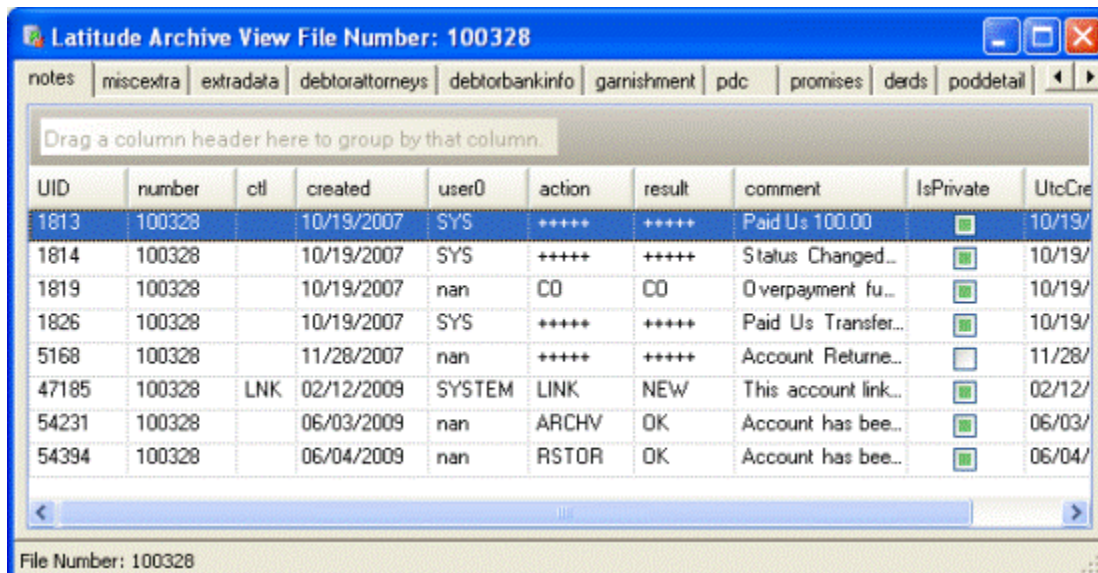 Latitude Archive View File Number: 100328
notes miscextra extradata debtorattorneys debtorbankinfo garnishment pdc promises derds poddetail
Drag a column header here to group by that column.
UID number ctl created user0 action result comment IsPrivate UtcCre
1813 100328 10/19/2007 SYS +++++ +++++ Paid Us 100.00 10/19/
1814 100328 10/19/2007 SYS +++++ +++++ Status Changed... 10/19/
1819 100328 10/19/2007 nan CO CO Overpayment fu... 10/19/
1826 100328 10/19/2007 SYS +++++ +++++ Paid Us Transfer... 10/19/
5168 100328 11/28/2007 nan +++++ +++++ Account Returne... 11/28/
47185 100328 LNK 02/12/2009 SYSTEM LINK NEW This account link... 02/12/
54231 100328 06/03/2009 nan ARCHV OK Account has bee... 06/03/
54394 100328 06/04/2009 nan RSTOR OK Account has bee... 06/04/
File Number: 100328